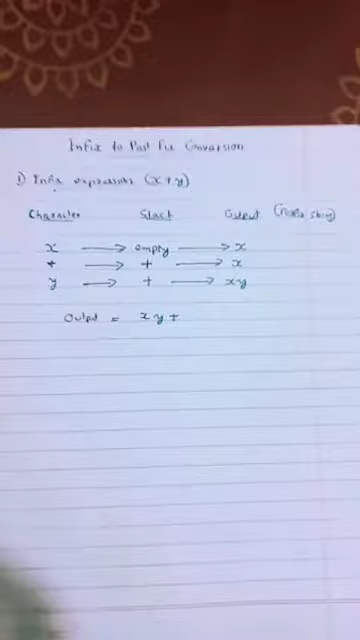 Infix to Post Fix Conversion
1) Infix expression (x+y)
Character Stack Output
x → empty → x
+ → + → x
y → + → xy
Output = xy+